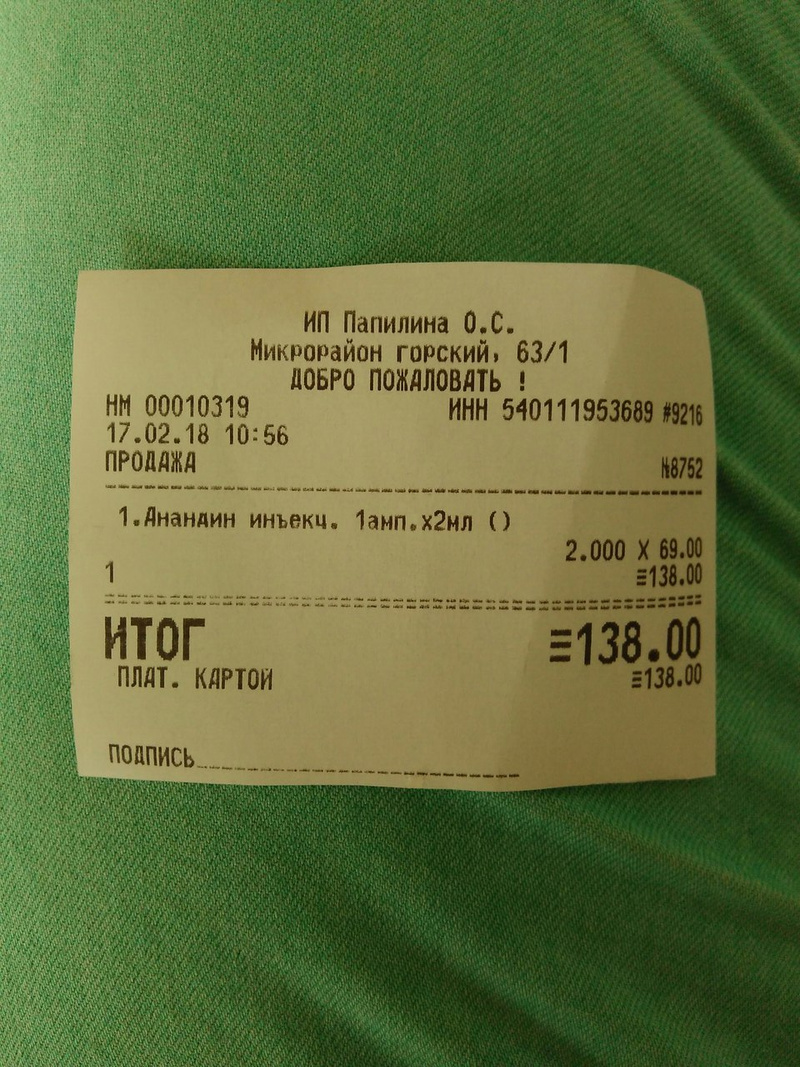 ИП Папилина О.С.
Микрорайон горский, 63/1
ДОБРО ПОЖАЛОВАТЬ !
НМ 00010319 ИНН 540111953689 #9216
17.02.18 10:56
ПРОДАЖА №8752
1.Анандин инъекц. 1амп.х2мл ()
2.000 X 69.00
1 ≡138.00
ИТОГ ≡138.00
ПЛАТ. КАРТОЙ ≡138.00
ПОДПИСЬ